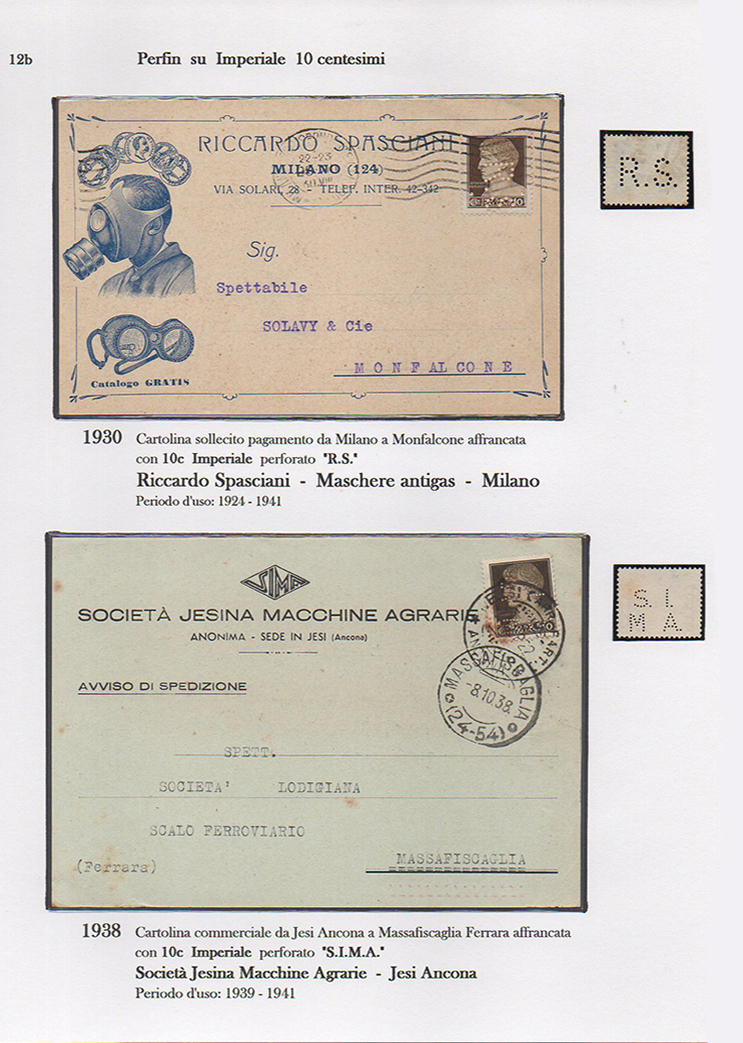 12b
Perfin su Imperiale 10 centesimi
RICCARDO SPASCIANI
MILANO (124)
VIA SOLARI, 28 - TELEF. INTER. 42-342
22-23
R.S.
Sig.
Spettabile
SOLAVY & Cie
MONFALCONE
Catalogo GRATIS
1930 Cartolina sollecito pagamento da Milano a Monfalcone affrancata
con 10c Imperiale perforato "R.S."
Riccardo Spasciani - Maschere antigas - Milano
Periodo d'uso: 1924 - 1941
SIMA
SOCIETÀ JESINA MACCHINE AGRARIE
ANONIMA - SEDE IN JESI (Ancona)
S.I.
M.A.
AVVISO DI SPEDIZIONE
MASSAFISCAGLIA
-8.10.38.
(24-54)
SPETT.
SOCIETA' LODIGIANA
SCALO FERROVIARIO
MASSAFISCAGLIA
(Ferrara)
1938 Cartolina commerciale da Jesi Ancona a Massafiscaglia Ferrara affrancata
con 10c Imperiale perforato "S.I.M.A."
Società Jesina Macchine Agrarie - Jesi Ancona
Periodo d'uso: 1939 - 1941